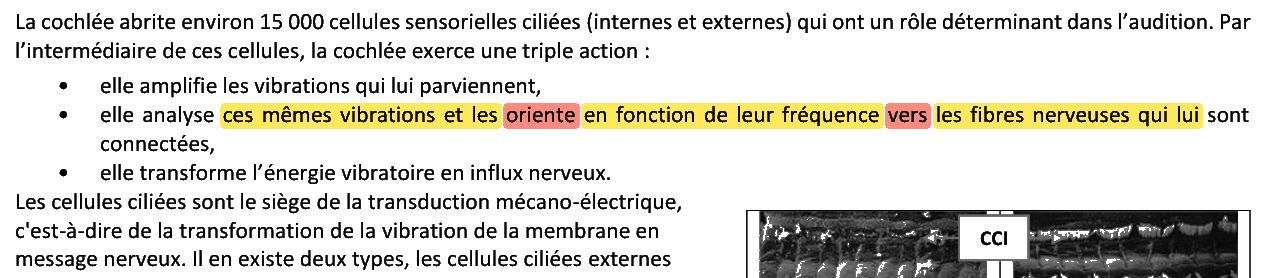 La cochlée abrite environ 15 000 cellules sensorielles ciliées (internes et externes) qui ont un rôle déterminant dans l’audition. Par
l’intermédiaire de ces cellules, la cochlée exerce une triple action :
• elle amplifie les vibrations qui lui parviennent,
• elle analyse ces mêmes vibrations et les oriente en fonction de leur fréquence vers les fibres nerveuses qui lui sont
connectées,
• elle transforme l’énergie vibratoire en influx nerveux.
Les cellules ciliées sont le siège de la transduction mécano-électrique,
c'est-à-dire de la transformation de la vibration de la membrane en
message nerveux. Il en existe deux types, les cellules ciliées externes
CCI